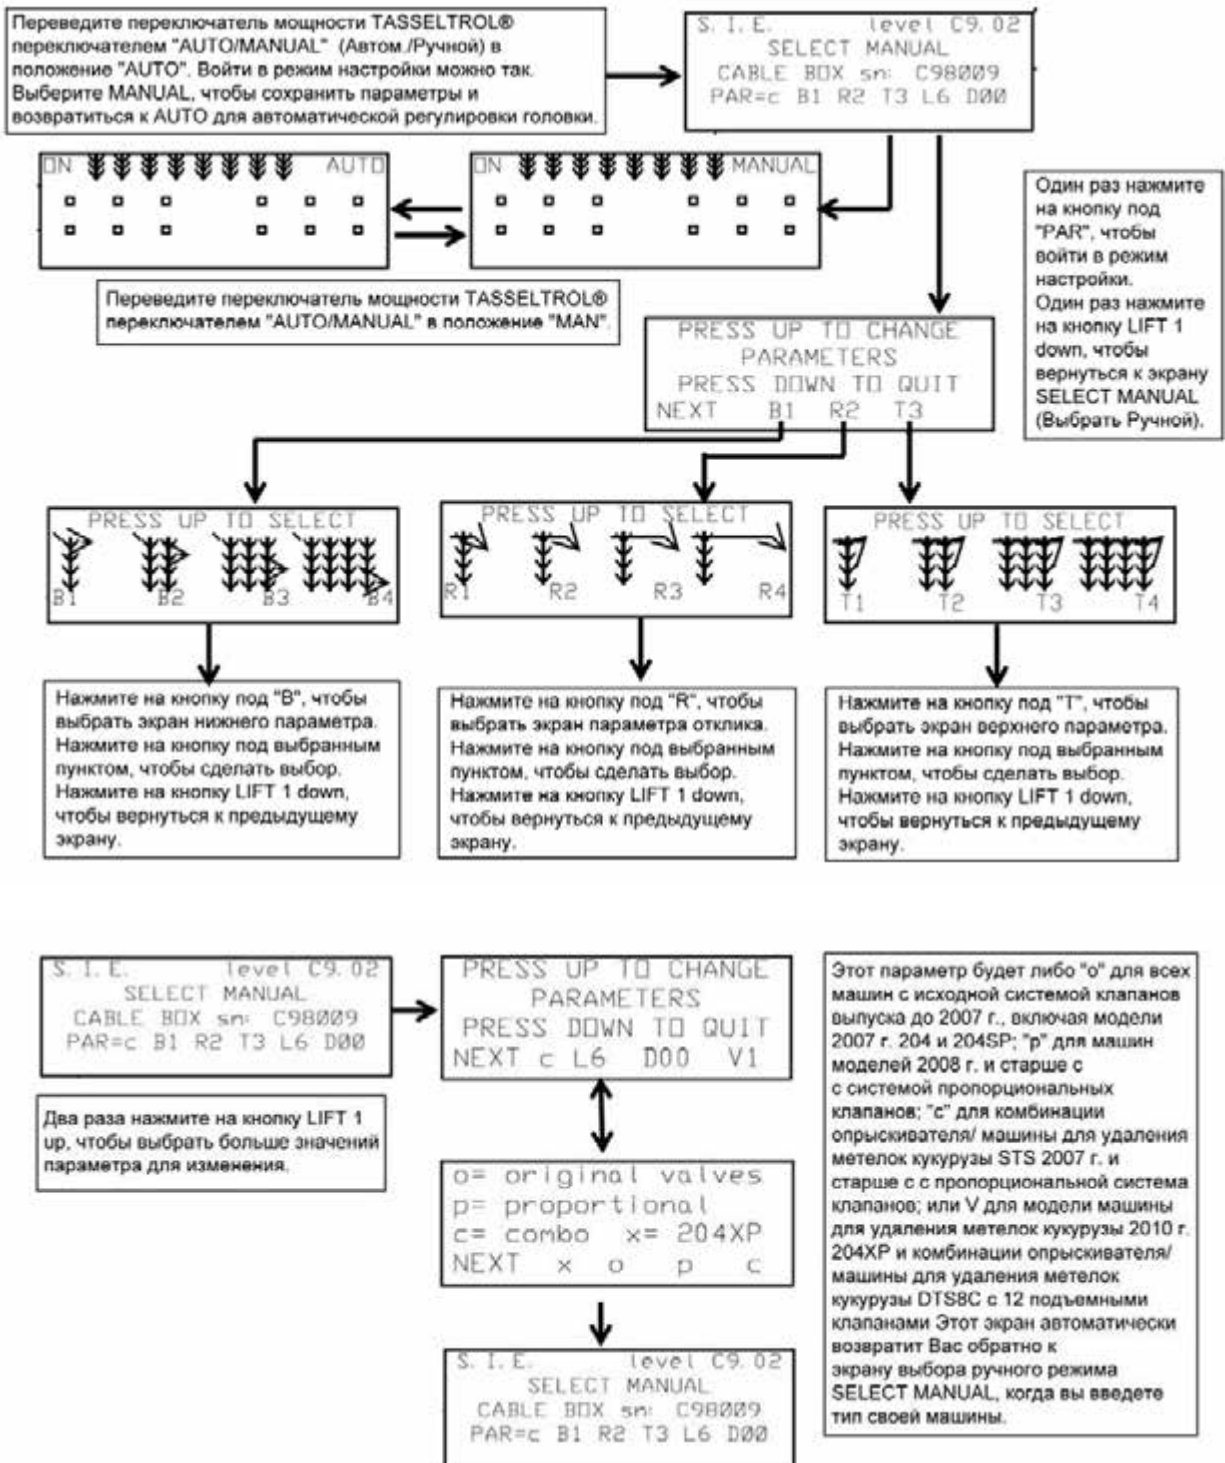 Переведите переключатель мощности TASSELTROL®
переключателем "AUTO/MANUAL" (Автом./Ручной) в
положение "AUTO". Войти в режим настройки можно так.
Выберите MANUAL, чтобы сохранить параметры и
возвратиться к AUTO для автоматической регулировки головки.
S. I. E. level C9.02
SELECT MANUAL
CABLE BOX sn: C98009
PAR=c B1 R2 T3 L6 D00
ON AUTO
ON MANUAL
Один раз нажмите
на кнопку под
"PAR", чтобы
войти в режим
настройки.
Один раз нажмите
на кнопку LIFT 1
down, чтобы
вернуться к экрану
SELECT MANUAL
(Выбрать Ручной).
Переведите переключатель мощности TASSELTROL®
переключателем "AUTO/MANUAL" в положение "MAN".
PRESS UP TO CHANGE
PARAMETERS
PRESS DOWN TO QUIT
NEXT B1 R2 T3
PRESS UP TO SELECT
B1 B2 B3 B4
PRESS UP TO SELECT
R1 R2 R3 R4
PRESS UP TO SELECT
T1 T2 T3 T4
Нажмите на кнопку под "B", чтобы
выбрать экран нижнего параметра.
Нажмите на кнопку под выбранным
пунктом, чтобы сделать выбор.
Нажмите на кнопку LIFT 1 down,
чтобы вернуться к предыдущему
экрану.
Нажмите на кнопку под "R", чтобы
выбрать экран параметра отклика.
Нажмите на кнопку под выбранным
пунктом, чтобы сделать выбор.
Нажмите на кнопку LIFT 1 down,
чтобы вернуться к предыдущему
экрану.
Нажмите на кнопку под "T", чтобы
выбрать экран верхнего параметра.
Нажмите на кнопку под выбранным
пунктом, чтобы сделать выбор.
Нажмите на кнопку LIFT 1 down,
чтобы вернуться к предыдущему
экрану.
S. I. E. level C9.02
SELECT MANUAL
CABLE BOX sn: C98009
PAR=c B1 R2 T3 L6 D00
PRESS UP TO CHANGE
PARAMETERS
PRESS DOWN TO QUIT
NEXT c L6 D00 V1
Два раза нажмите на кнопку LIFT 1
up, чтобы выбрать больше значений
параметра для изменения.
o= original valves
p= proportional
c= combo x= 204XP
NEXT x o p c
S. I. E. level C9.02
SELECT MANUAL
CABLE BOX sn: C98009
PAR=c B1 R2 T3 L6 D00
Этот параметр будет либо "o" для всех
машин с исходной системой клапанов
выпуска до 2007 г., включая модели
2007 г. 204 и 204SP; "p" для машин
моделей 2008 г. и старше с
с системой пропорциональных
клапанов; "c" для комбинации
опрыскивателя/ машины для удаления
метелок кукурузы STS 2007 г. и
старше с с пропорциональной система
клапанов; или V для модели машины
для удаления метелок кукурузы 2010 г.
204XP и комбинации опрыскивателя/
машины для удаления метелок
кукурузы DTS8C с 12 подъемными
клапанами Этот экран автоматически
возвратит Вас обратно к
экрану выбора ручного режима
SELECT MANUAL, когда вы введете
тип своей машины.